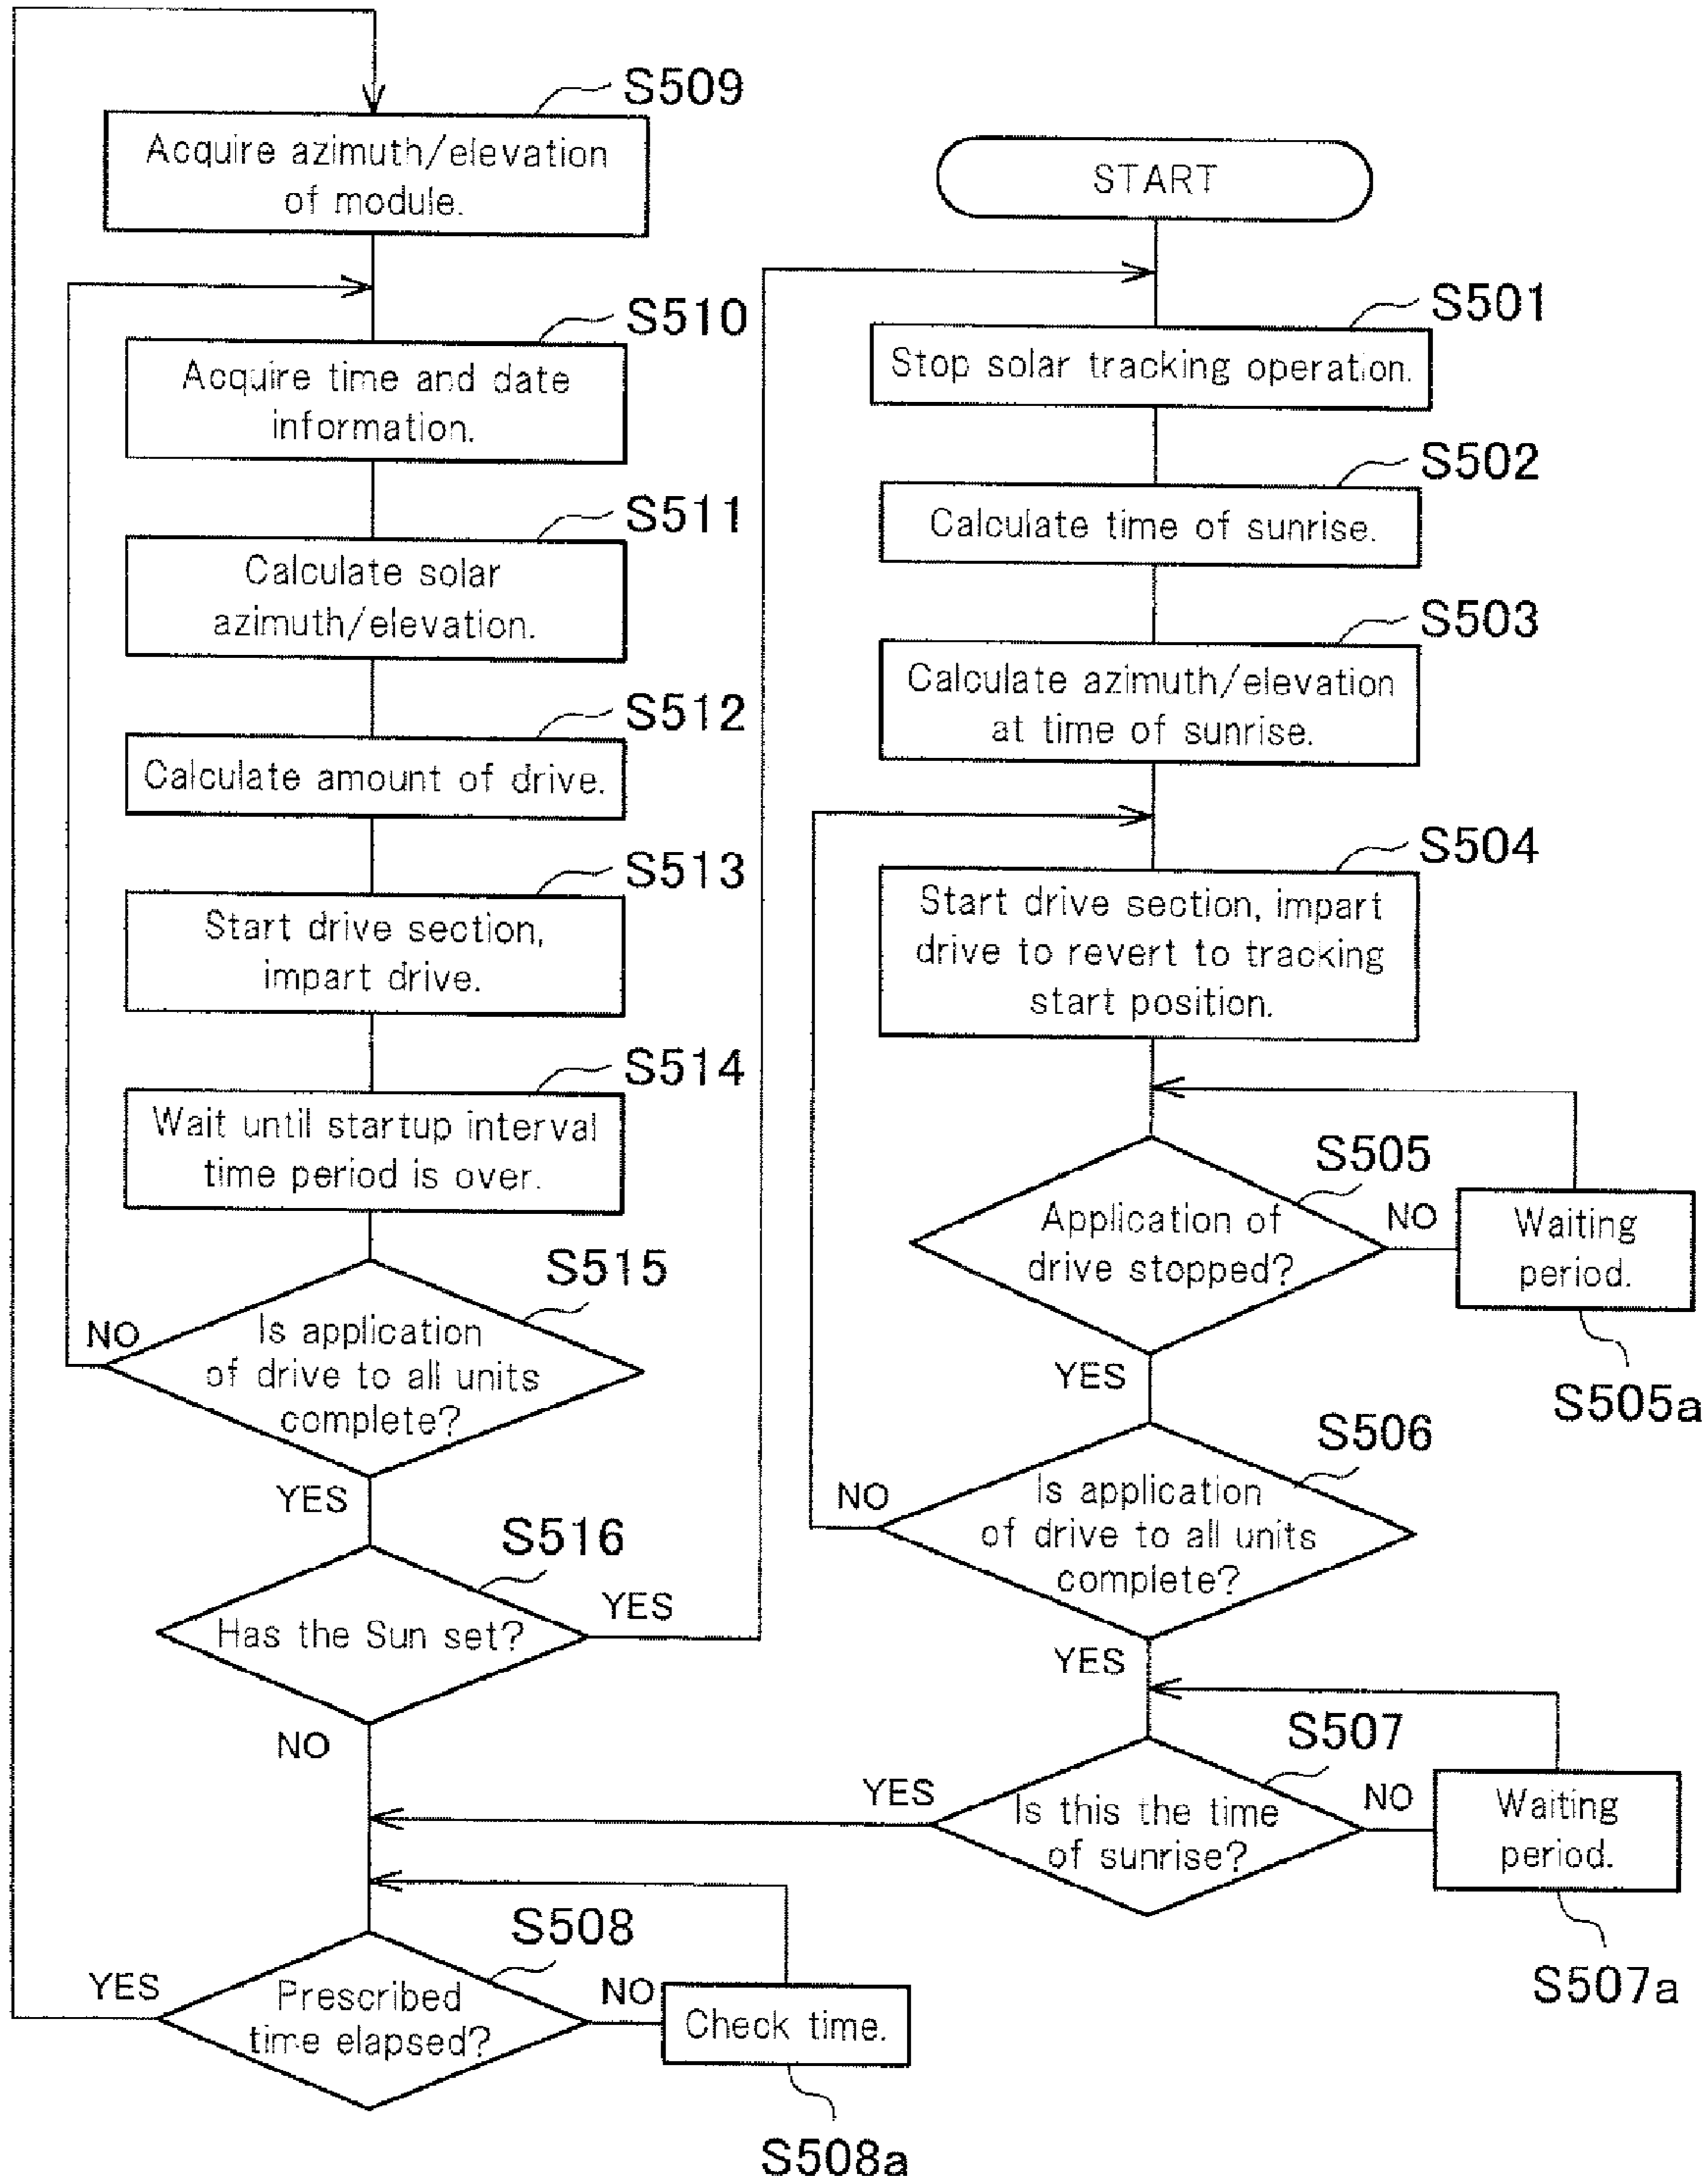 S509
Acquire azimuth/elevation
of module.
S510
Acquire time and date
information.
S511
Calculate solar
azimuth/elevation.
S512
Calculate amount of drive.
S513
Start drive section,
impart drive.
S514
Wait until startup interval
time period is over.
S515
NO
Is application
of drive to all units
complete?
YES
S516
Has the Sun set?
YES
NO
S508
YES
Prescribed
time elapsed?
NO
Check time.
S508a
START
S501
Stop solar tracking operation.
S502
Calculate time of sunrise.
S503
Calculate azimuth/elevation
at time of sunrise.
S504
Start drive section, impart
drive to revert to tracking
start position.
S505
Application of
drive stopped?
NO
Waiting
period.
S505a
YES
S506
NO
Is application
of drive to all units
complete?
YES
S507
YES
Is this the time
of sunrise?
NO
Waiting
period.
S507a